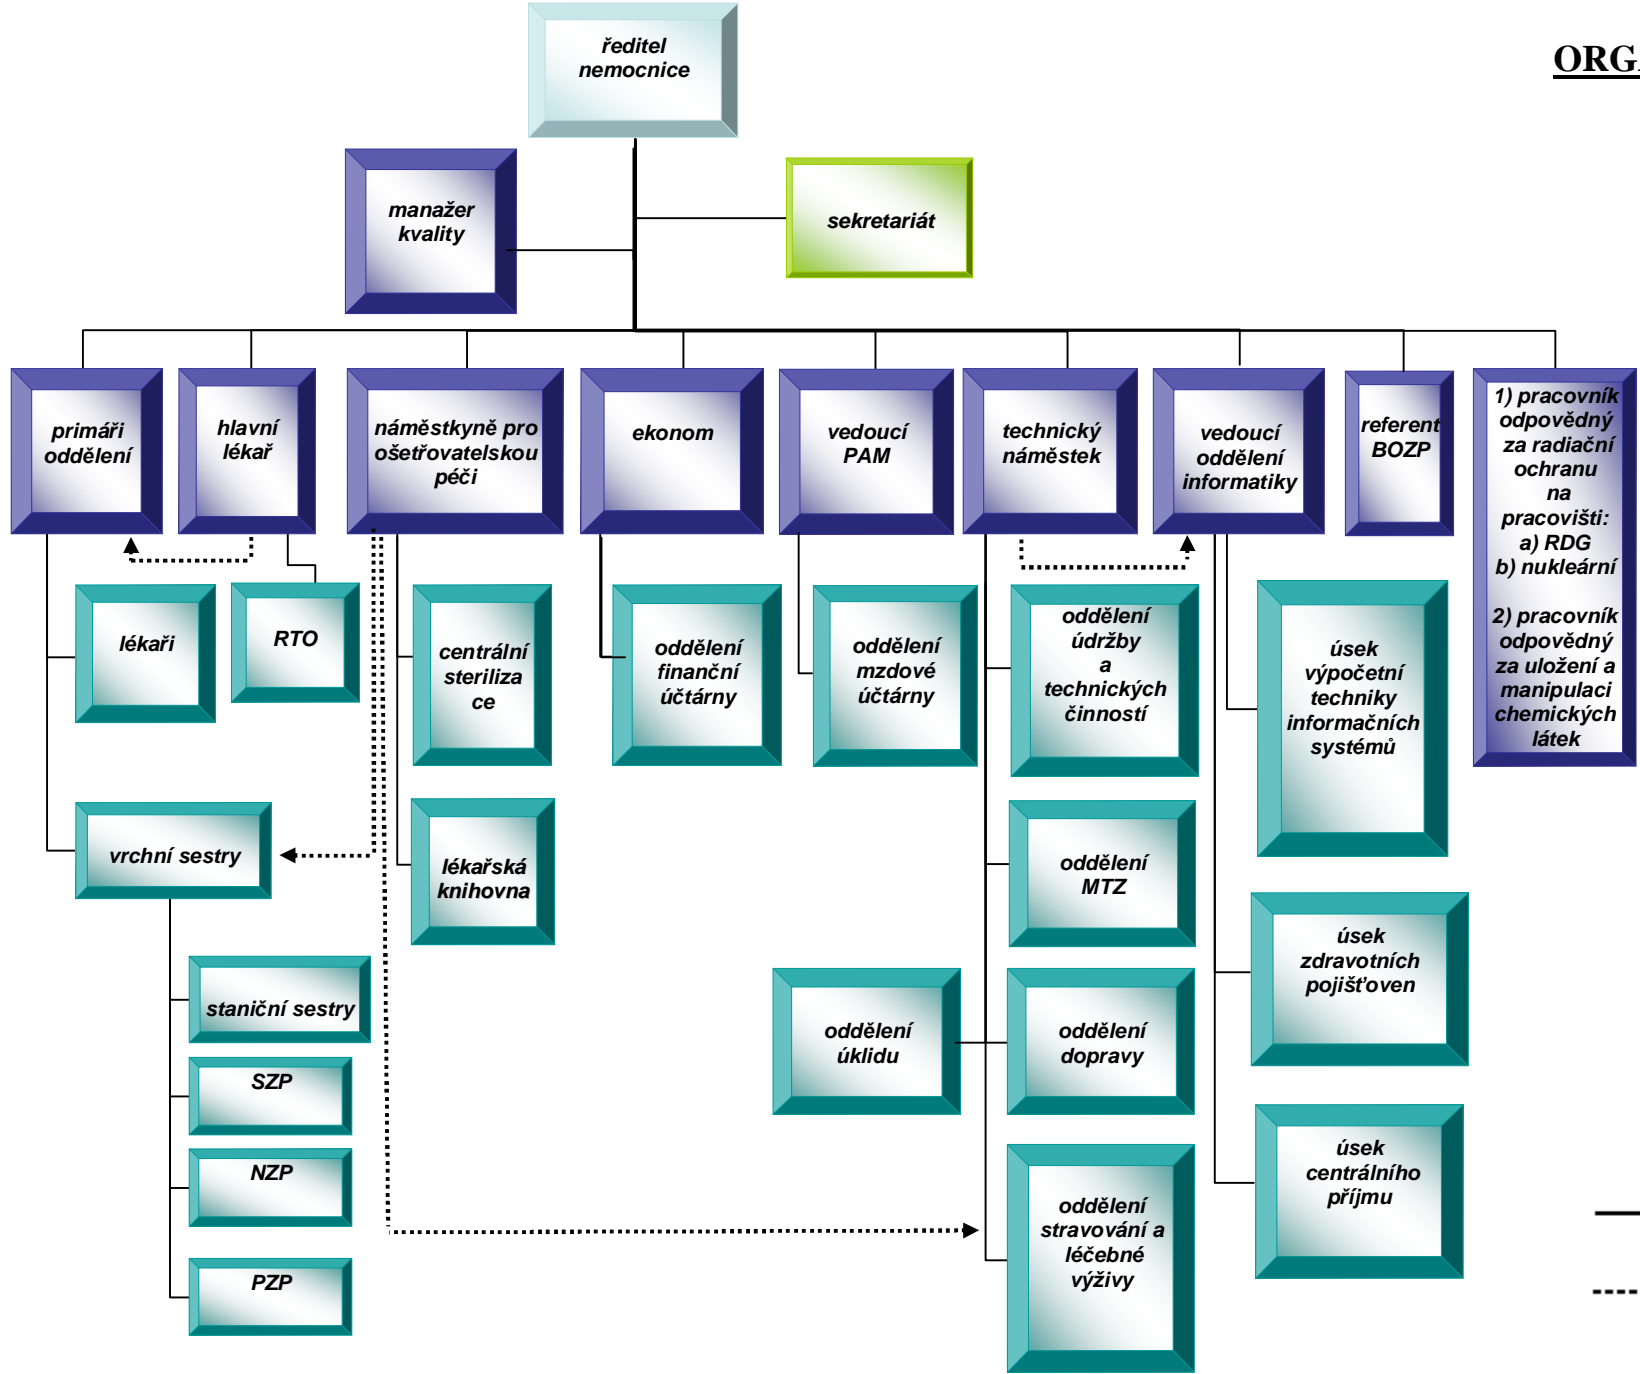 ředitel
nemocnice
ORGA
manažer
kvality
sekretariát
primáři
oddělení
hlavní
lékař
náměstkyně pro
ošetřovatelskou
péči
ekonom
vedoucí
PAM
technický
náměstek
vedoucí
oddělení
informatiky
referent
BOZP
1) pracovník
odpovědný
za radiační
ochranu
na
pracovišti:
a) RDG
b) nukleární
2) pracovník
odpovědný
za uložení a
manipulaci
chemických
látek
lékaři
RTO
centrální
steriliza
ce
oddělení
finanční
účtárny
oddělení
mzdové
účtárny
oddělení
údržby
a
technických
činností
úsek
výpočetní
techniky
informačních
systémů
vrchní sestry
lékařská
knihovna
oddělení
MTZ
úsek
zdravotních
pojišťoven
staniční sestry
oddělení
úklidu
oddělení
dopravy
SZP
NZP
úsek
centrálního
příjmu
oddělení
stravování a
léčebné
výživy
PZP